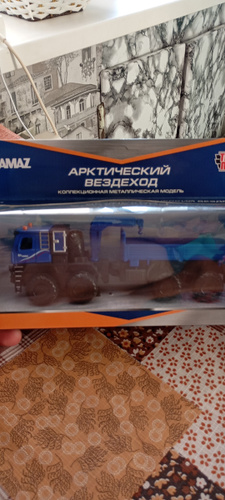 AMAZ
АРКТИЧЕСКИЙ
ВЕЗДЕХОД
КОЛЛЕКЦИОННАЯ МЕТАЛЛИЧЕСКАЯ МОДЕЛЬ